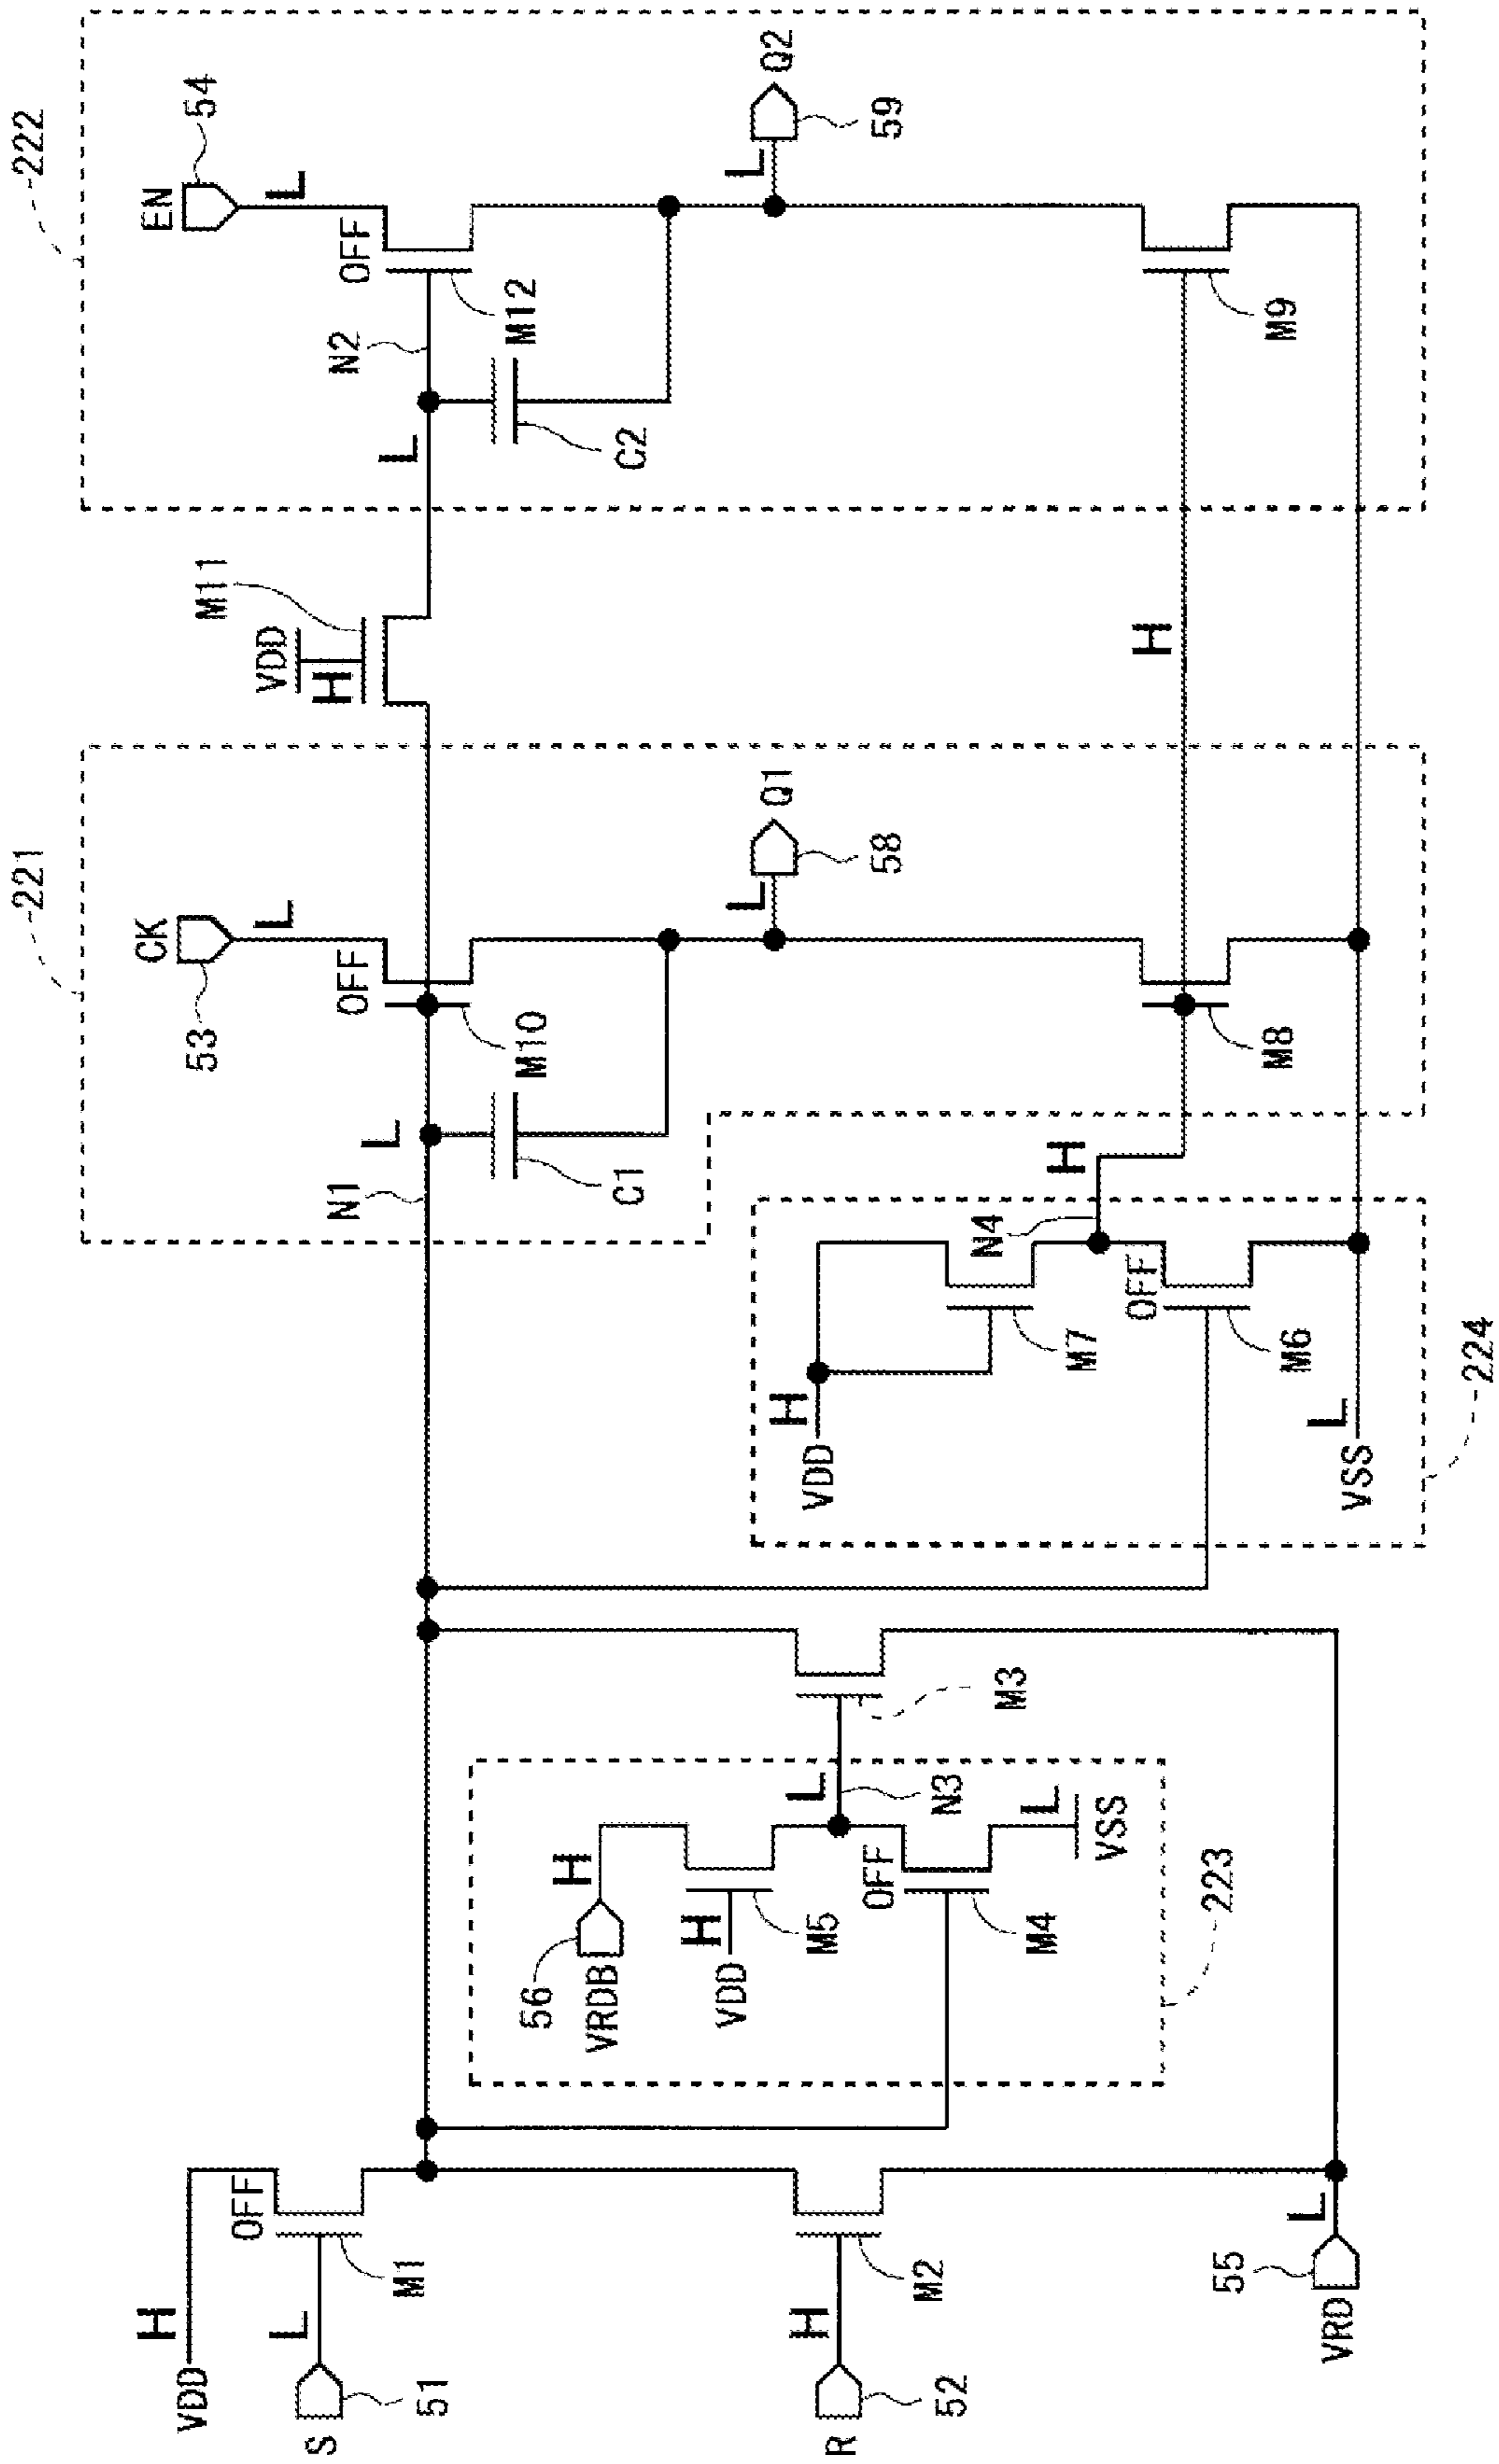 222
EN
54
L
OFF
N2
M12
L
C2
L
Q2
59
M9
M11
VDD
H
H
221
CK
53
L
OFF
N1
L
M10
C1
L
Q1
58
M8
H
N4
H
VDD
M7
OFF
M6
L
VSS
224
M3
56
VRDB
H
H
VDD
M5
L
N3
OFF
M4
L
VSS
223
H
VDD
OFF
M1
L
S
51
H
R
52
M2
L
55
VRD